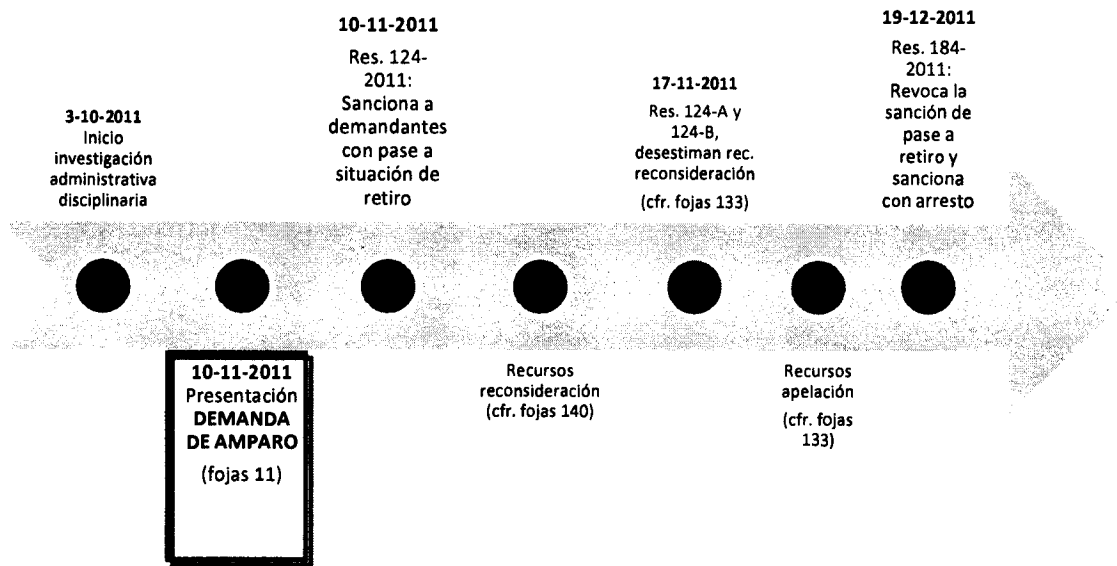 3-10-2011
Inicio
investigación
administrativa
disciplinaria
10-11-2011
Presentación
DEMANDA
DE AMPARO
(fojas 11)
10-11-2011
Res. 124-
2011:
Sanciona a
demandantes
con pase a
situación de
retiro
Recursos
reconsideración
(cfr. fojas 140)
17-11-2011
Res. 124-A y
124-B,
desestiman rec.
reconsideración
(cfr. fojas 133)
Recursos
apelación
(cfr. fojas
133)
19-12-2011
Res. 184-
2011:
Revoca la
sanción de
pase a
retiro y
sanciona
con arresto